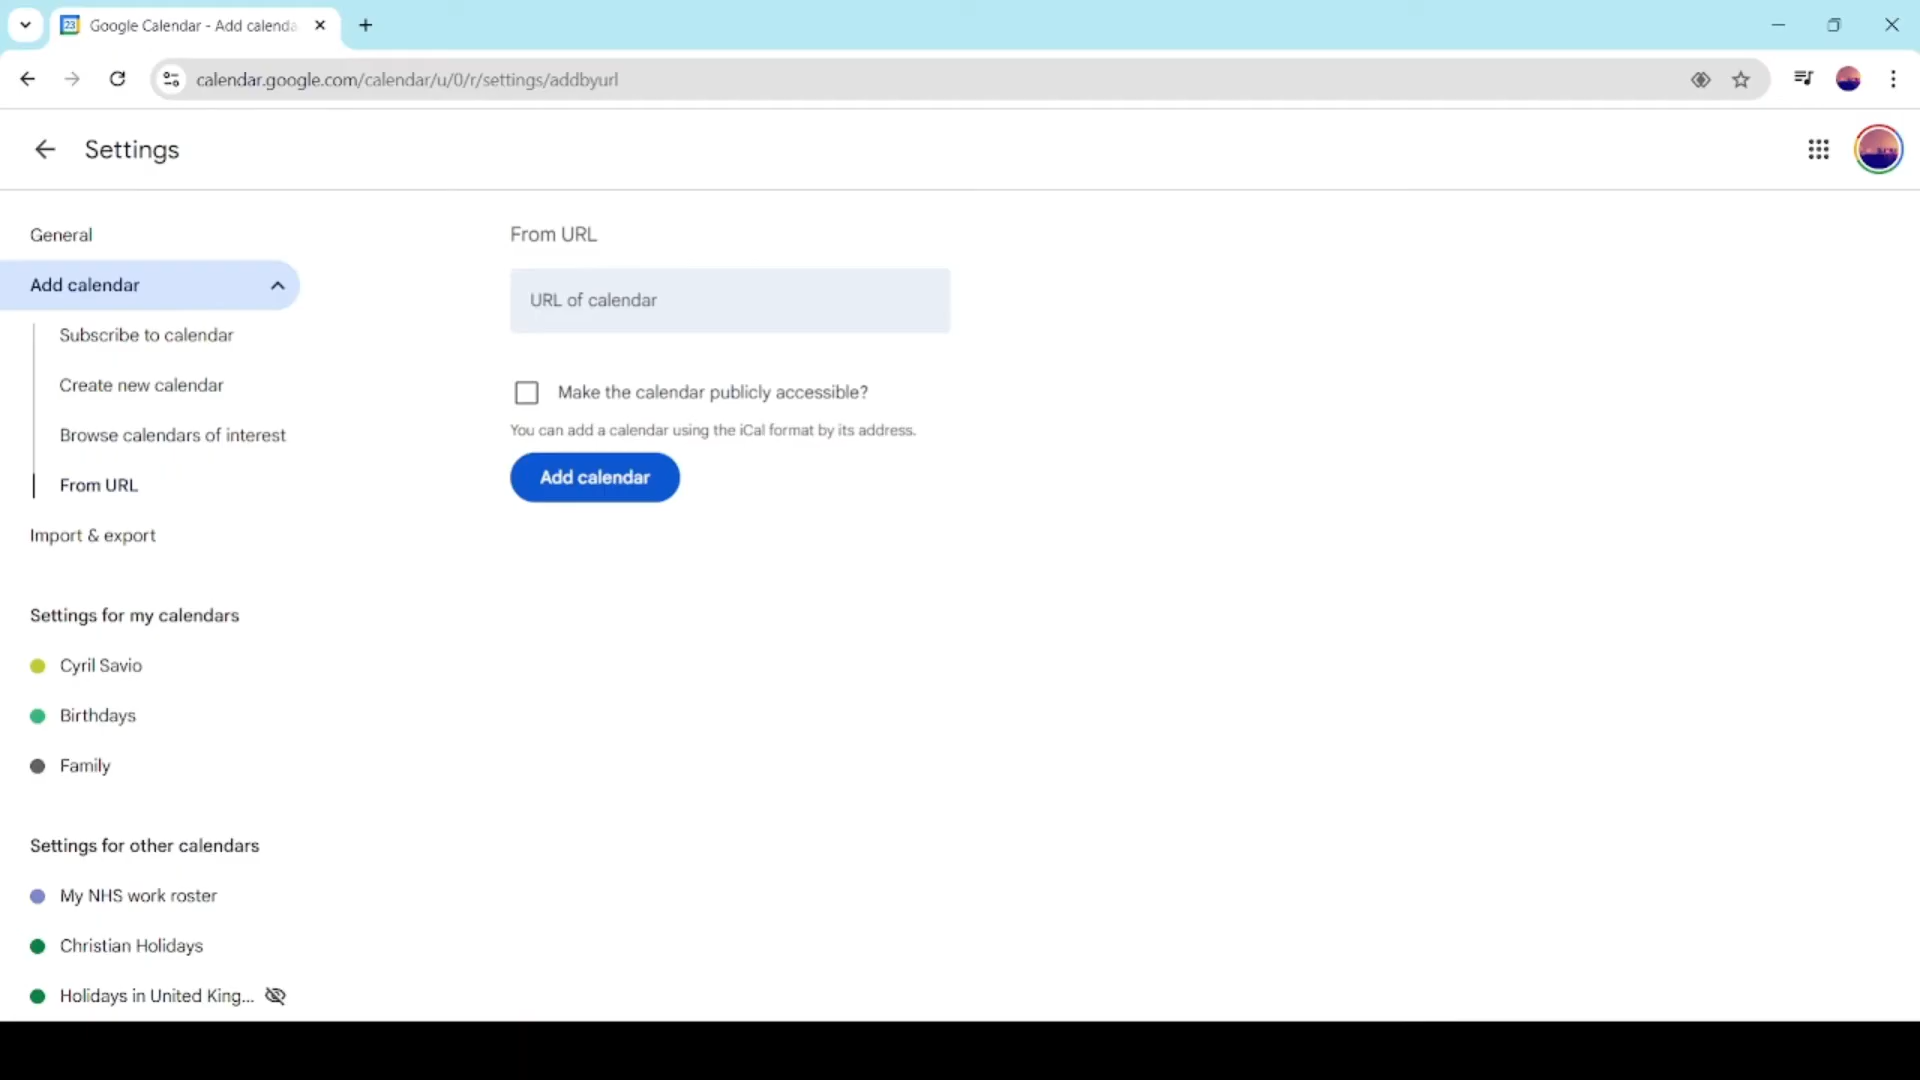 23
Google Calendar - Add calenda
calendar.google.com/calendar/u/0/r/settings/addbyurl
Settings
General
Add calendar
Subscribe to calendar
Create new calendar
Browse calendars of interest
From URL
Import & export
Settings for my calendars
Cyril Savio
Birthdays
Family
Settings for other calendars
My NHS work roster
Christian Holidays
Holidays in United King...
From URL
URL of calendar
Make the calendar publicly accessible?
You can add a calendar using the iCal format by its address.
Add calendar